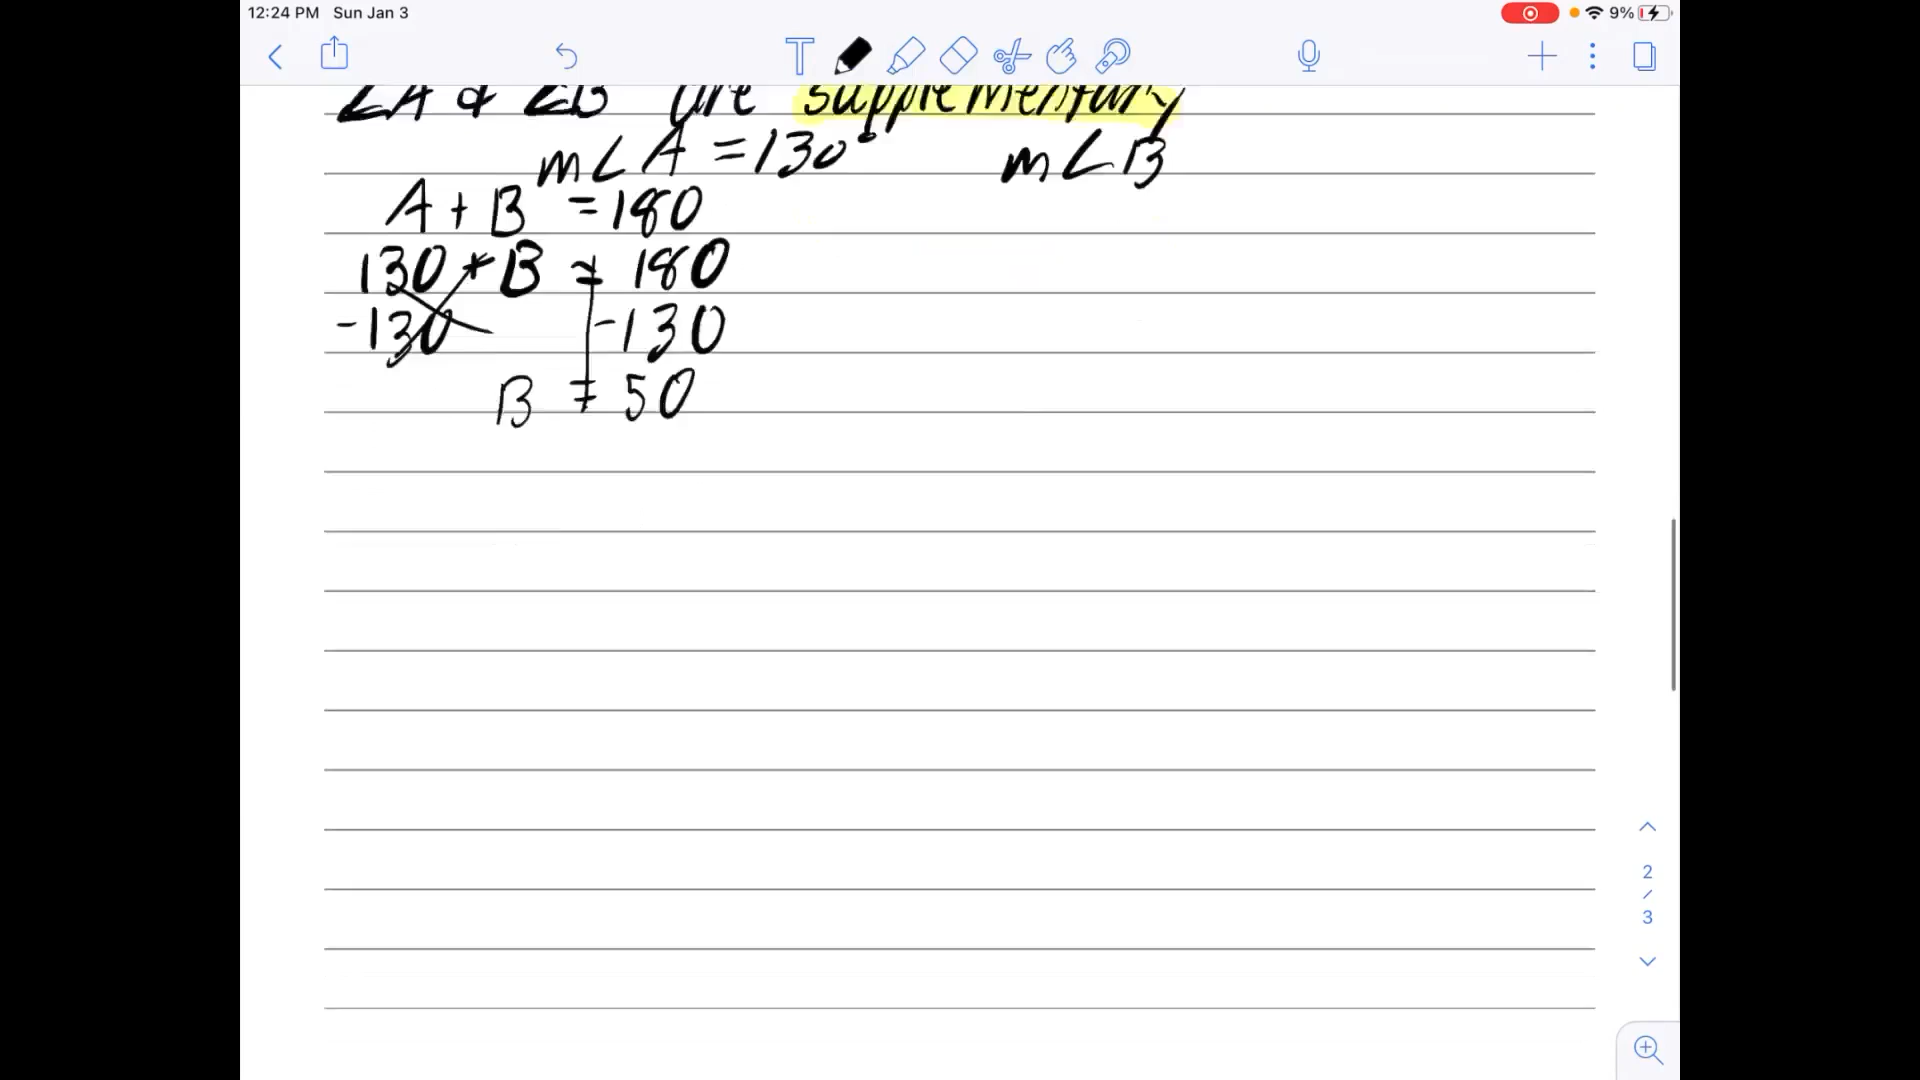 12:24 PM Sun Jan 3
9%
T
∠A & ∠B are supplementary
m∠A = 130° m∠B
A + B = 180
130 + B = 180
-130 -130
B = 50
2
/
3